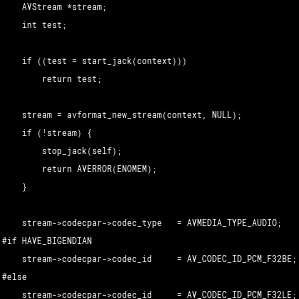 AVStream *stream;
int test;
if ((test = start_jack(context)))
return test;
stream = avformat_new_stream(context, NULL);
if (!stream) {
stop_jack(self);
return AVERROR(ENOMEM);
}
stream->codecpar->codec_type = AVMEDIA_TYPE_AUDIO;
#if HAVE_BIGENDIAN
stream->codecpar->codec_id = AV_CODEC_ID_PCM_F32BE;
#else
stream->codecpar->codec_id = AV_CODEC_ID_PCM_F32LE;